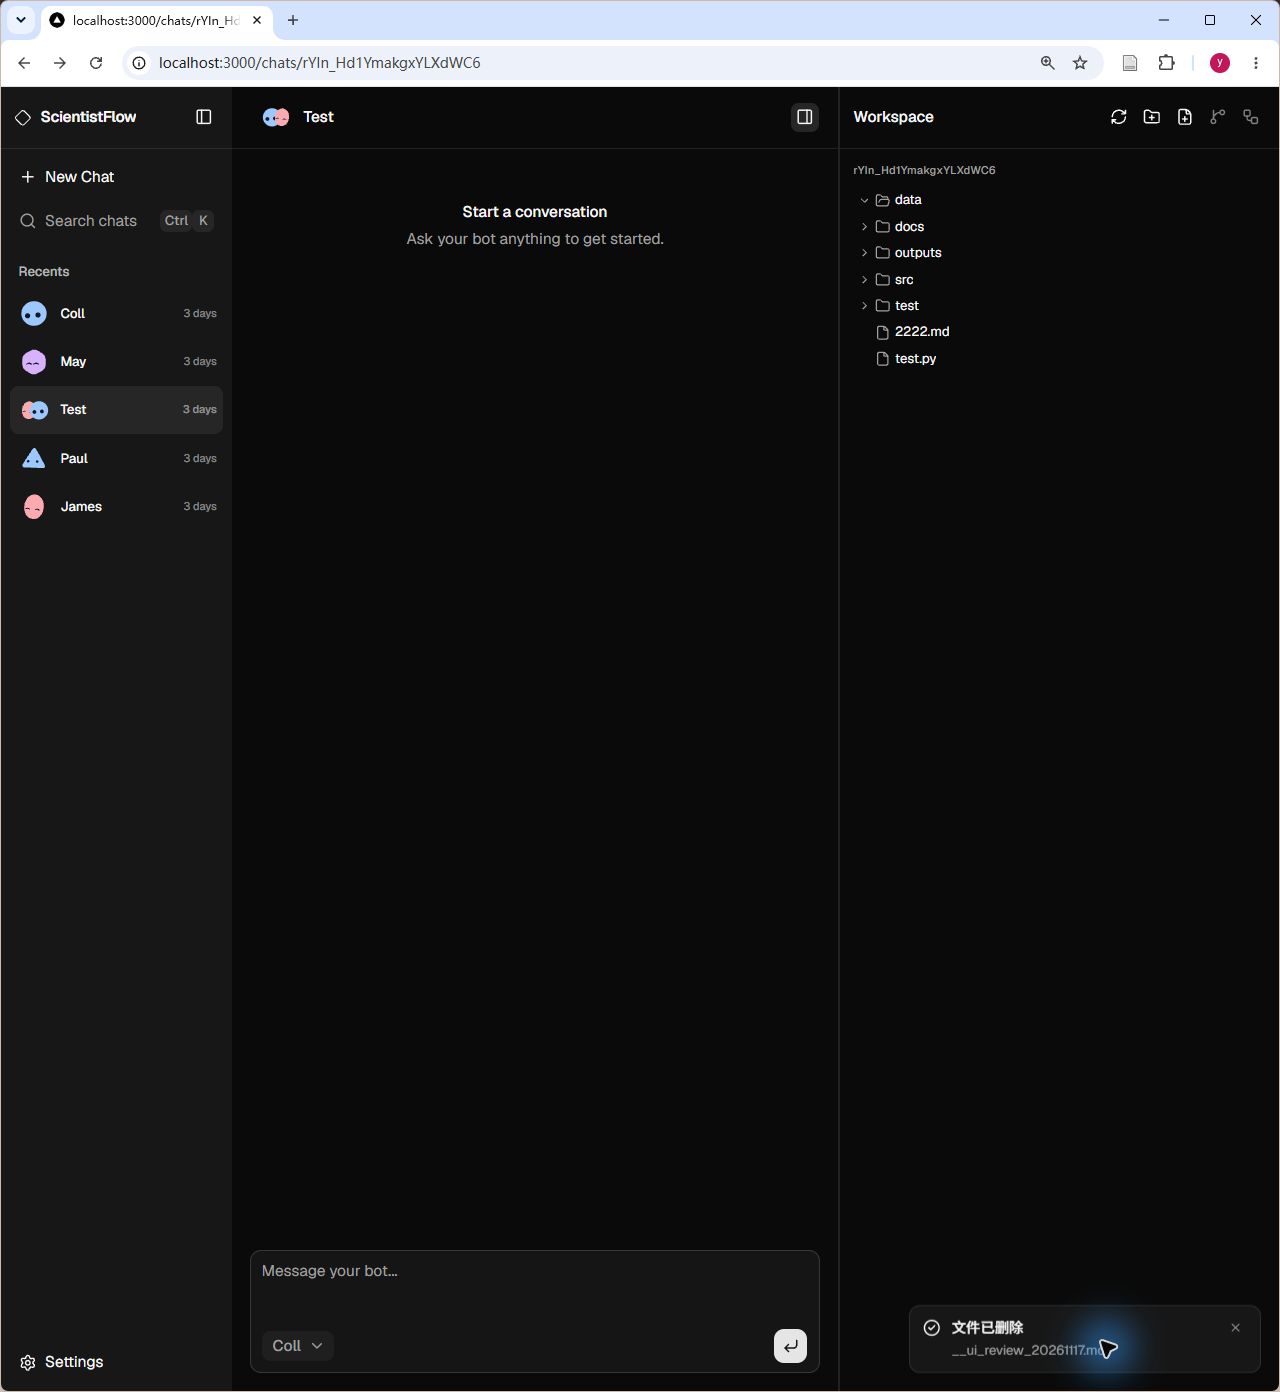 localhost:3000/chats/rYIn_Hd
localhost:3000/chats/rYIn_Hd1YmakgxYLXdWC6
y
ScientistFlow
New Chat
Search chats Ctrl K
Recents
Coll 3 days
May 3 days
Test 3 days
Paul 3 days
James 3 days
Settings
Test
Start a conversation
Ask your bot anything to get started.
Message your bot...
Coll
Workspace
rYIn_Hd1YmakgxYLXdWC6
data
docs
outputs
src
test
2222.md
test.py
文件已删除
__ui_review_20261117.md